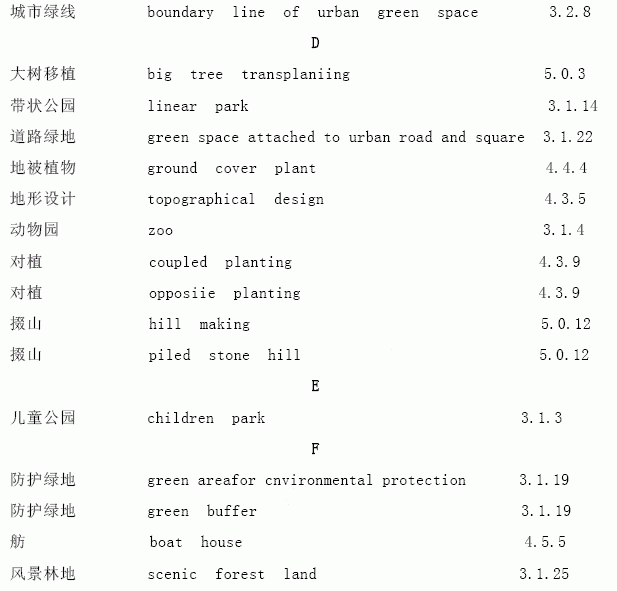 城市绿线 boundary line of urban green space 3.2.8
D
大树移植 big tree transplaniing 5.0.3
带状公园 linear park 3.1.14
道路绿地 green space attached to urban road and square 3.1.22
地被植物 ground cover plant 4.4.4
地形设计 topographical design 4.3.5
动物园 zoo 3.1.4
对植 coupled planting 4.3.9
对植 opposiie planting 4.3.9
掇山 hill making 5.0.12
掇山 piled stone hill 5.0.12
E
儿童公园 children park 3.1.3
F
防护绿地 green areafor cnvironmental protection 3.1.19
防护绿地 green buffer 3.1.19
舫 boat house 4.5.5
风景林地 scenic forest land 3.1.25